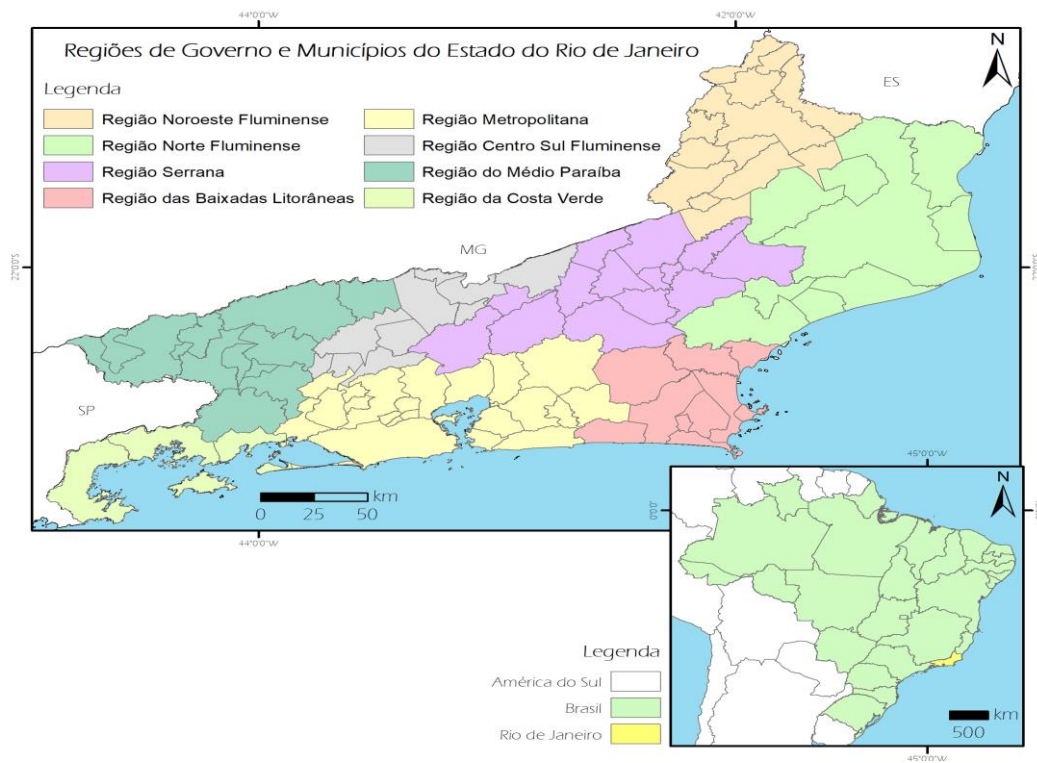 44°0'0"W
42°0'0"W
Regiões de Governo e Municípios do Estado do Rio de Janeiro
N
ES
Legenda
Região Noroeste Fluminense
Região Metropolitana
Região Norte Fluminense
Região Centro Sul Fluminense
Região Serrana
Região do Médio Paraíba
Região das Baixadas Litorâneas
Região da Costa Verde
MG
22°0'0"S
SP
km
0 25 50
44°0'0"W
45°0'0"W
N
Legenda
América do Sul
Brasil
Rio de Janeiro
km
500
45°0'0"W